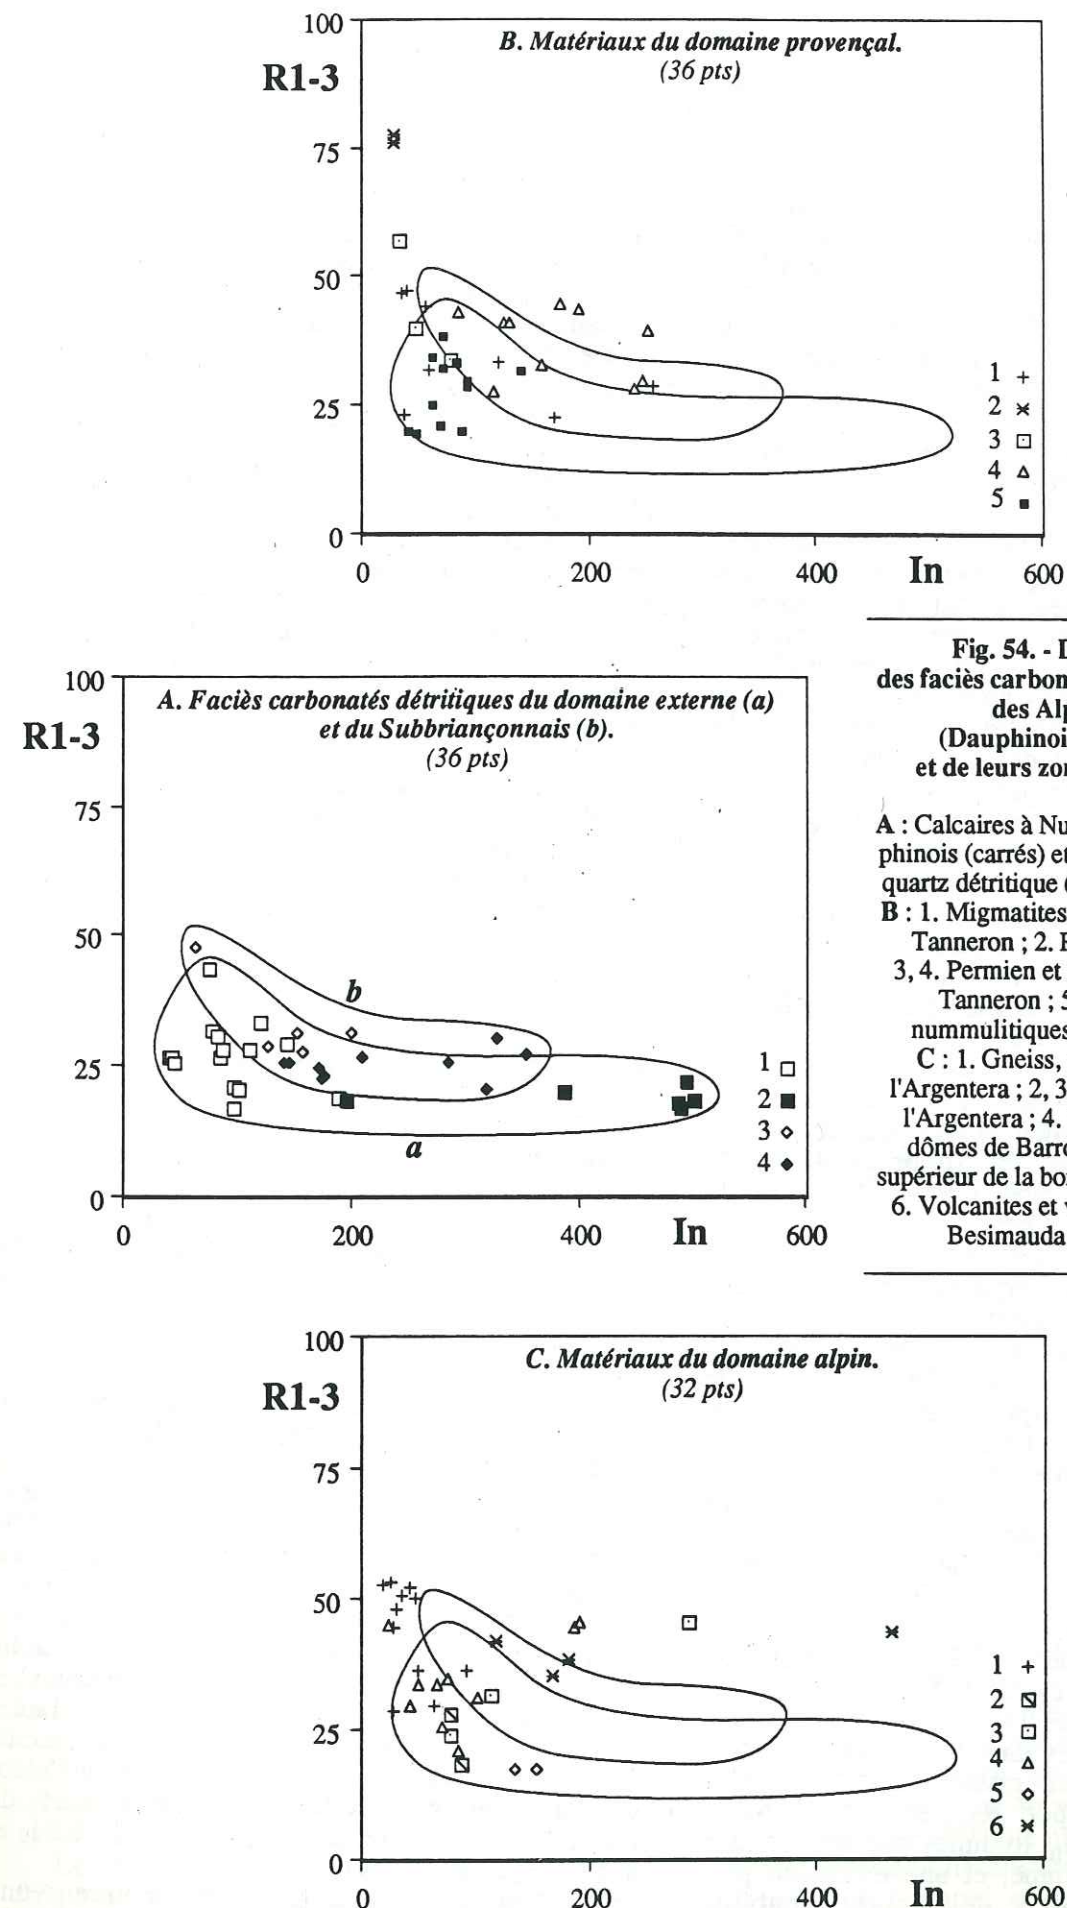 100
B. Matériaux du domaine provençal.
(36 pts)
R1-3
75
50
25
0
1
2
3
4
5
0 200 400 In 600
Fig. 54. - D
des faciès carbon
des Alp
(Dauphinoi
et de leurs zor
A : Calcaires à Nu
phinois (carrés) et
quartz détritique (
B : 1. Migmatites
Tanneron ; 2. F
3, 4. Permien et
Tanneron ; 5
nummulitiques
C : 1. Gneiss,
l'Argentera ; 2, 3
l'Argentera ; 4.
dômes de Barro
supérieur de la bo
6. Volcanites et v
Besimauda
100
A. Faciès carbonatés détritiques du domaine externe (a)
et du Subbriançonnais (b).
(36 pts)
R1-3
75
50
25
0
b
a
1
2
3
4
0 200 400 In 600
100
C. Matériaux du domaine alpin.
(32 pts)
R1-3
75
50
25
0
1
2
3
4
5
6
0 200 400 In 600